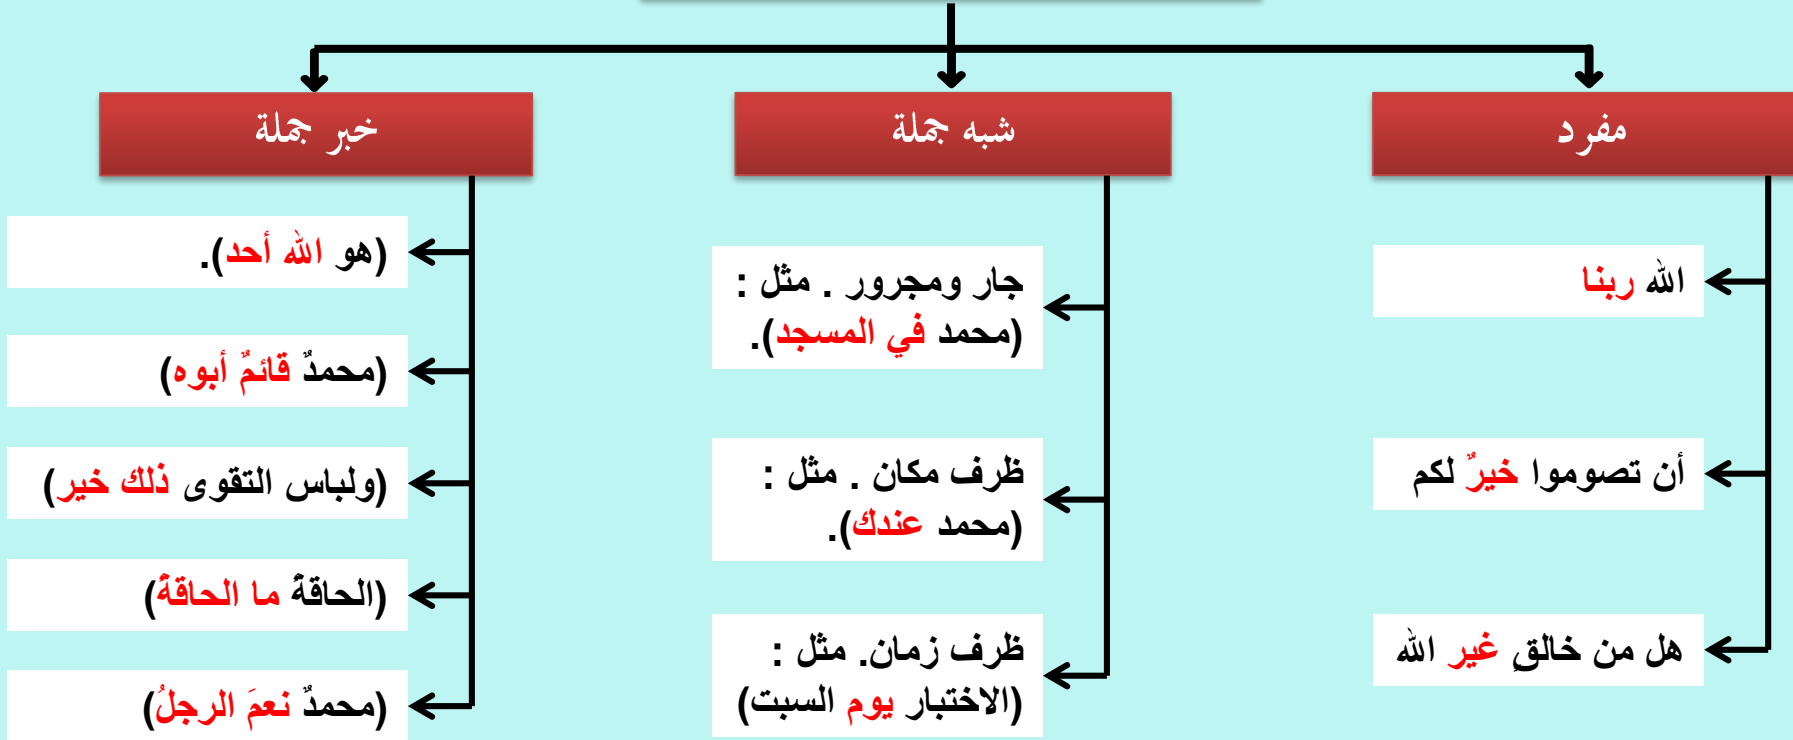 مفرد
الله ربنا
أن تصوموا خيرٌ لكم
هل من خالقٍ غير الله
شبه جملة
جار ومجرور . مثل :
(محمد في المسجد).
ظرف مكان . مثل :
(محمد عندك).
ظرف زمان. مثل :
(الاختبار يوم السبت)
خبر جملة
(هو الله أحد).
(محمدٌ قائمٌ أبوه)
(ولباس التقوى ذلك خير)
(الحاقةُ ما الحاقةُ)
(محمدٌ نعمَ الرجلُ)